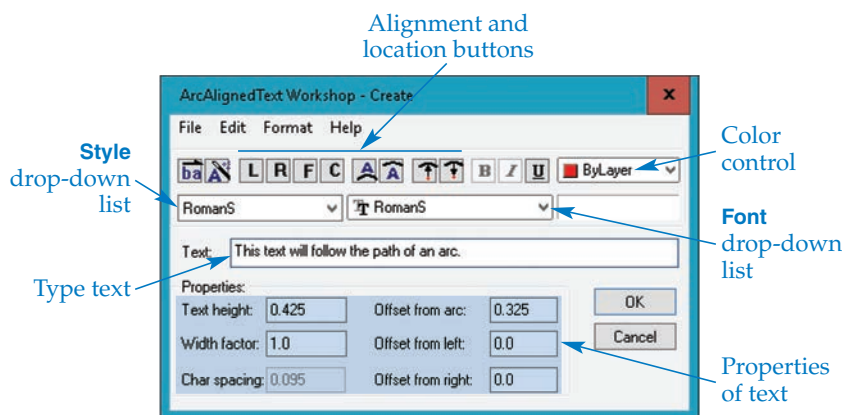 Alignment and
location buttons
ArcAlignedText Workshop - Create
x
File Edit Format Help
Color
control
Style
drop-down
list
ba A L R F C A A B I U ByLayer
RomanS RomanS
Font
drop-down
list
Text: This text will follow the path of an arc.
Type text
Properties:
Text height: 0.425 Offset from arc: 0.325 OK
Width factor: 1.0 Offset from left: 0.0 Cancel
Char spacing: 0.095 Offset from right: 0.0
Properties
of text